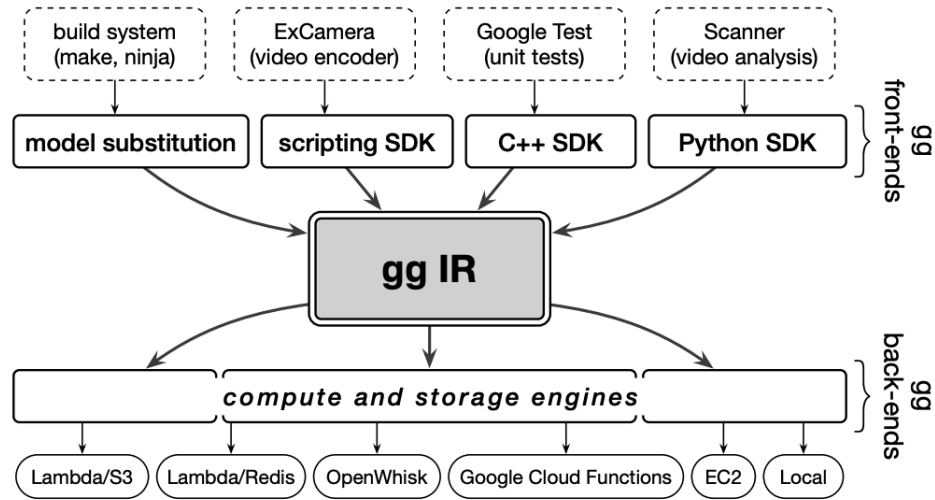 build system
(make, ninja)
ExCamera
(video encoder)
Google Test
(unit tests)
Scanner
(video analysis)
model substitution
scripting SDK
C++ SDK
Python SDK
gg
front-ends
gg IR
compute and storage engines
gg
back-ends
Lambda/S3
Lambda/Redis
OpenWhisk
Google Cloud Functions
EC2
Local